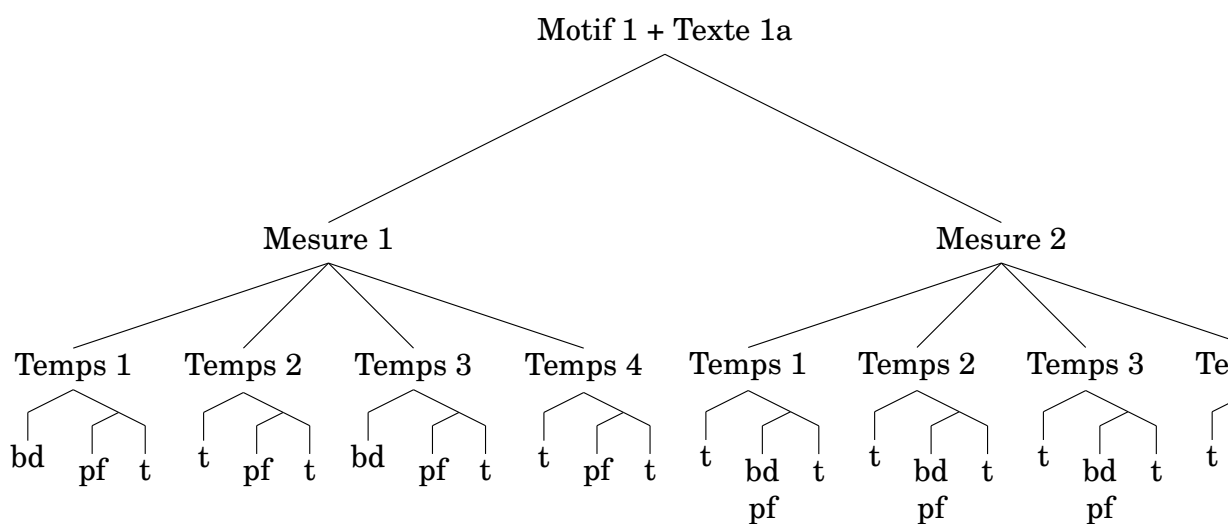 Motif 1 + Texte 1a
Mesure 1 Mesure 2
Temps 1 Temps 2 Temps 3 Temps 4 Temps 1 Temps 2 Temps 3 Te
bd pf t t pf t bd pf t t pf t t bd t t bd t t bd t t
pf pf pf